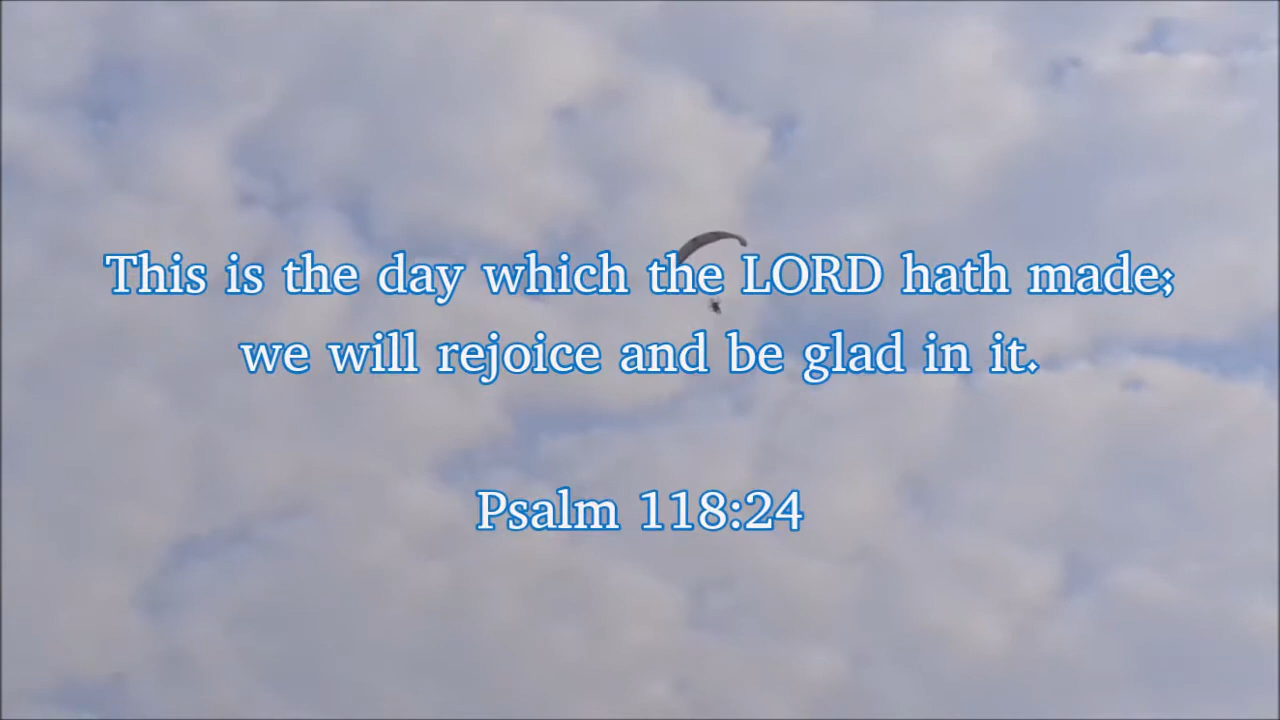 This is the day which the LORD hath made;
we will rejoice and be glad in it.
Psalm 118:24